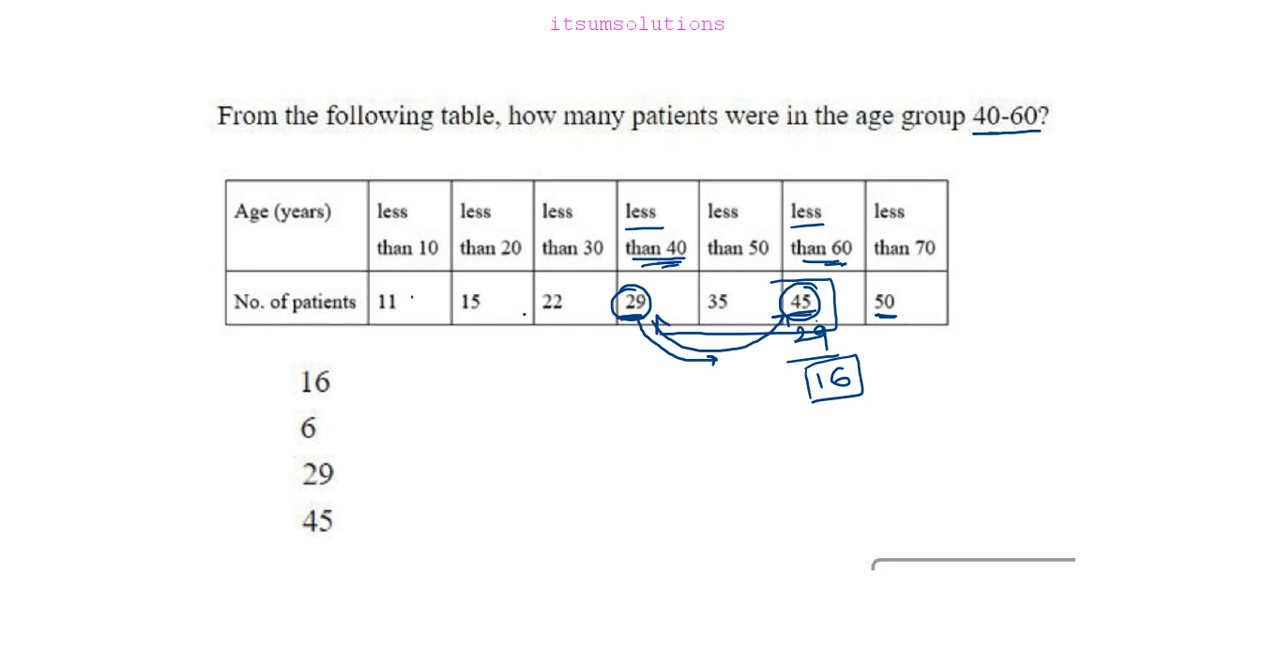 itsumsolutions
From the following table, how many patients were in the age group 40-60?
Age (years) less than 10 less than 20 less than 30 less than 40 less than 50 less than 60 less than 70
No. of patients 11 15 22 29 35 45 50
29
16
16
6
29
45